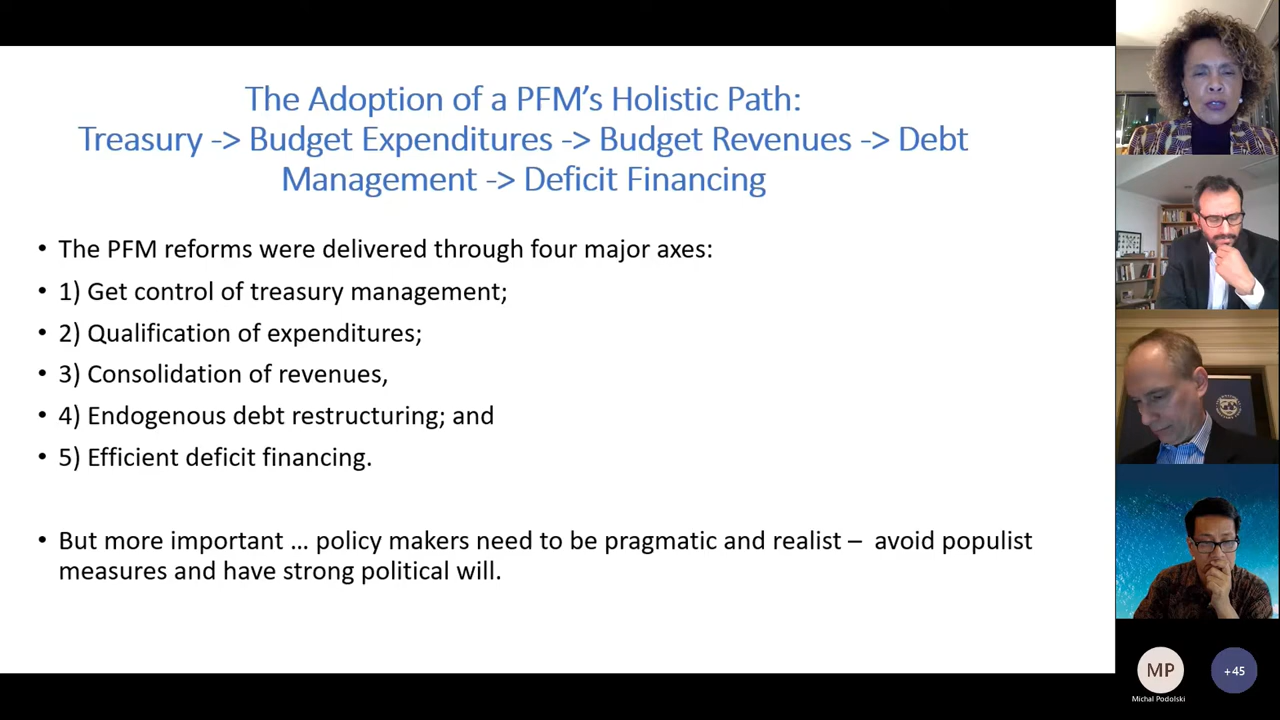 The Adoption of a PFM's Holistic Path:
Treasury -> Budget Expenditures -> Budget Revenues -> Debt
Management -> Deficit Financing
• The PFM reforms were delivered through four major axes:
• 1) Get control of treasury management;
• 2) Qualification of expenditures;
• 3) Consolidation of revenues,
• 4) Endogenous debt restructuring; and
• 5) Efficient deficit financing.
• But more important … policy makers need to be pragmatic and realist – avoid populist
measures and have strong political will.
MP
+45
Michal Podolski